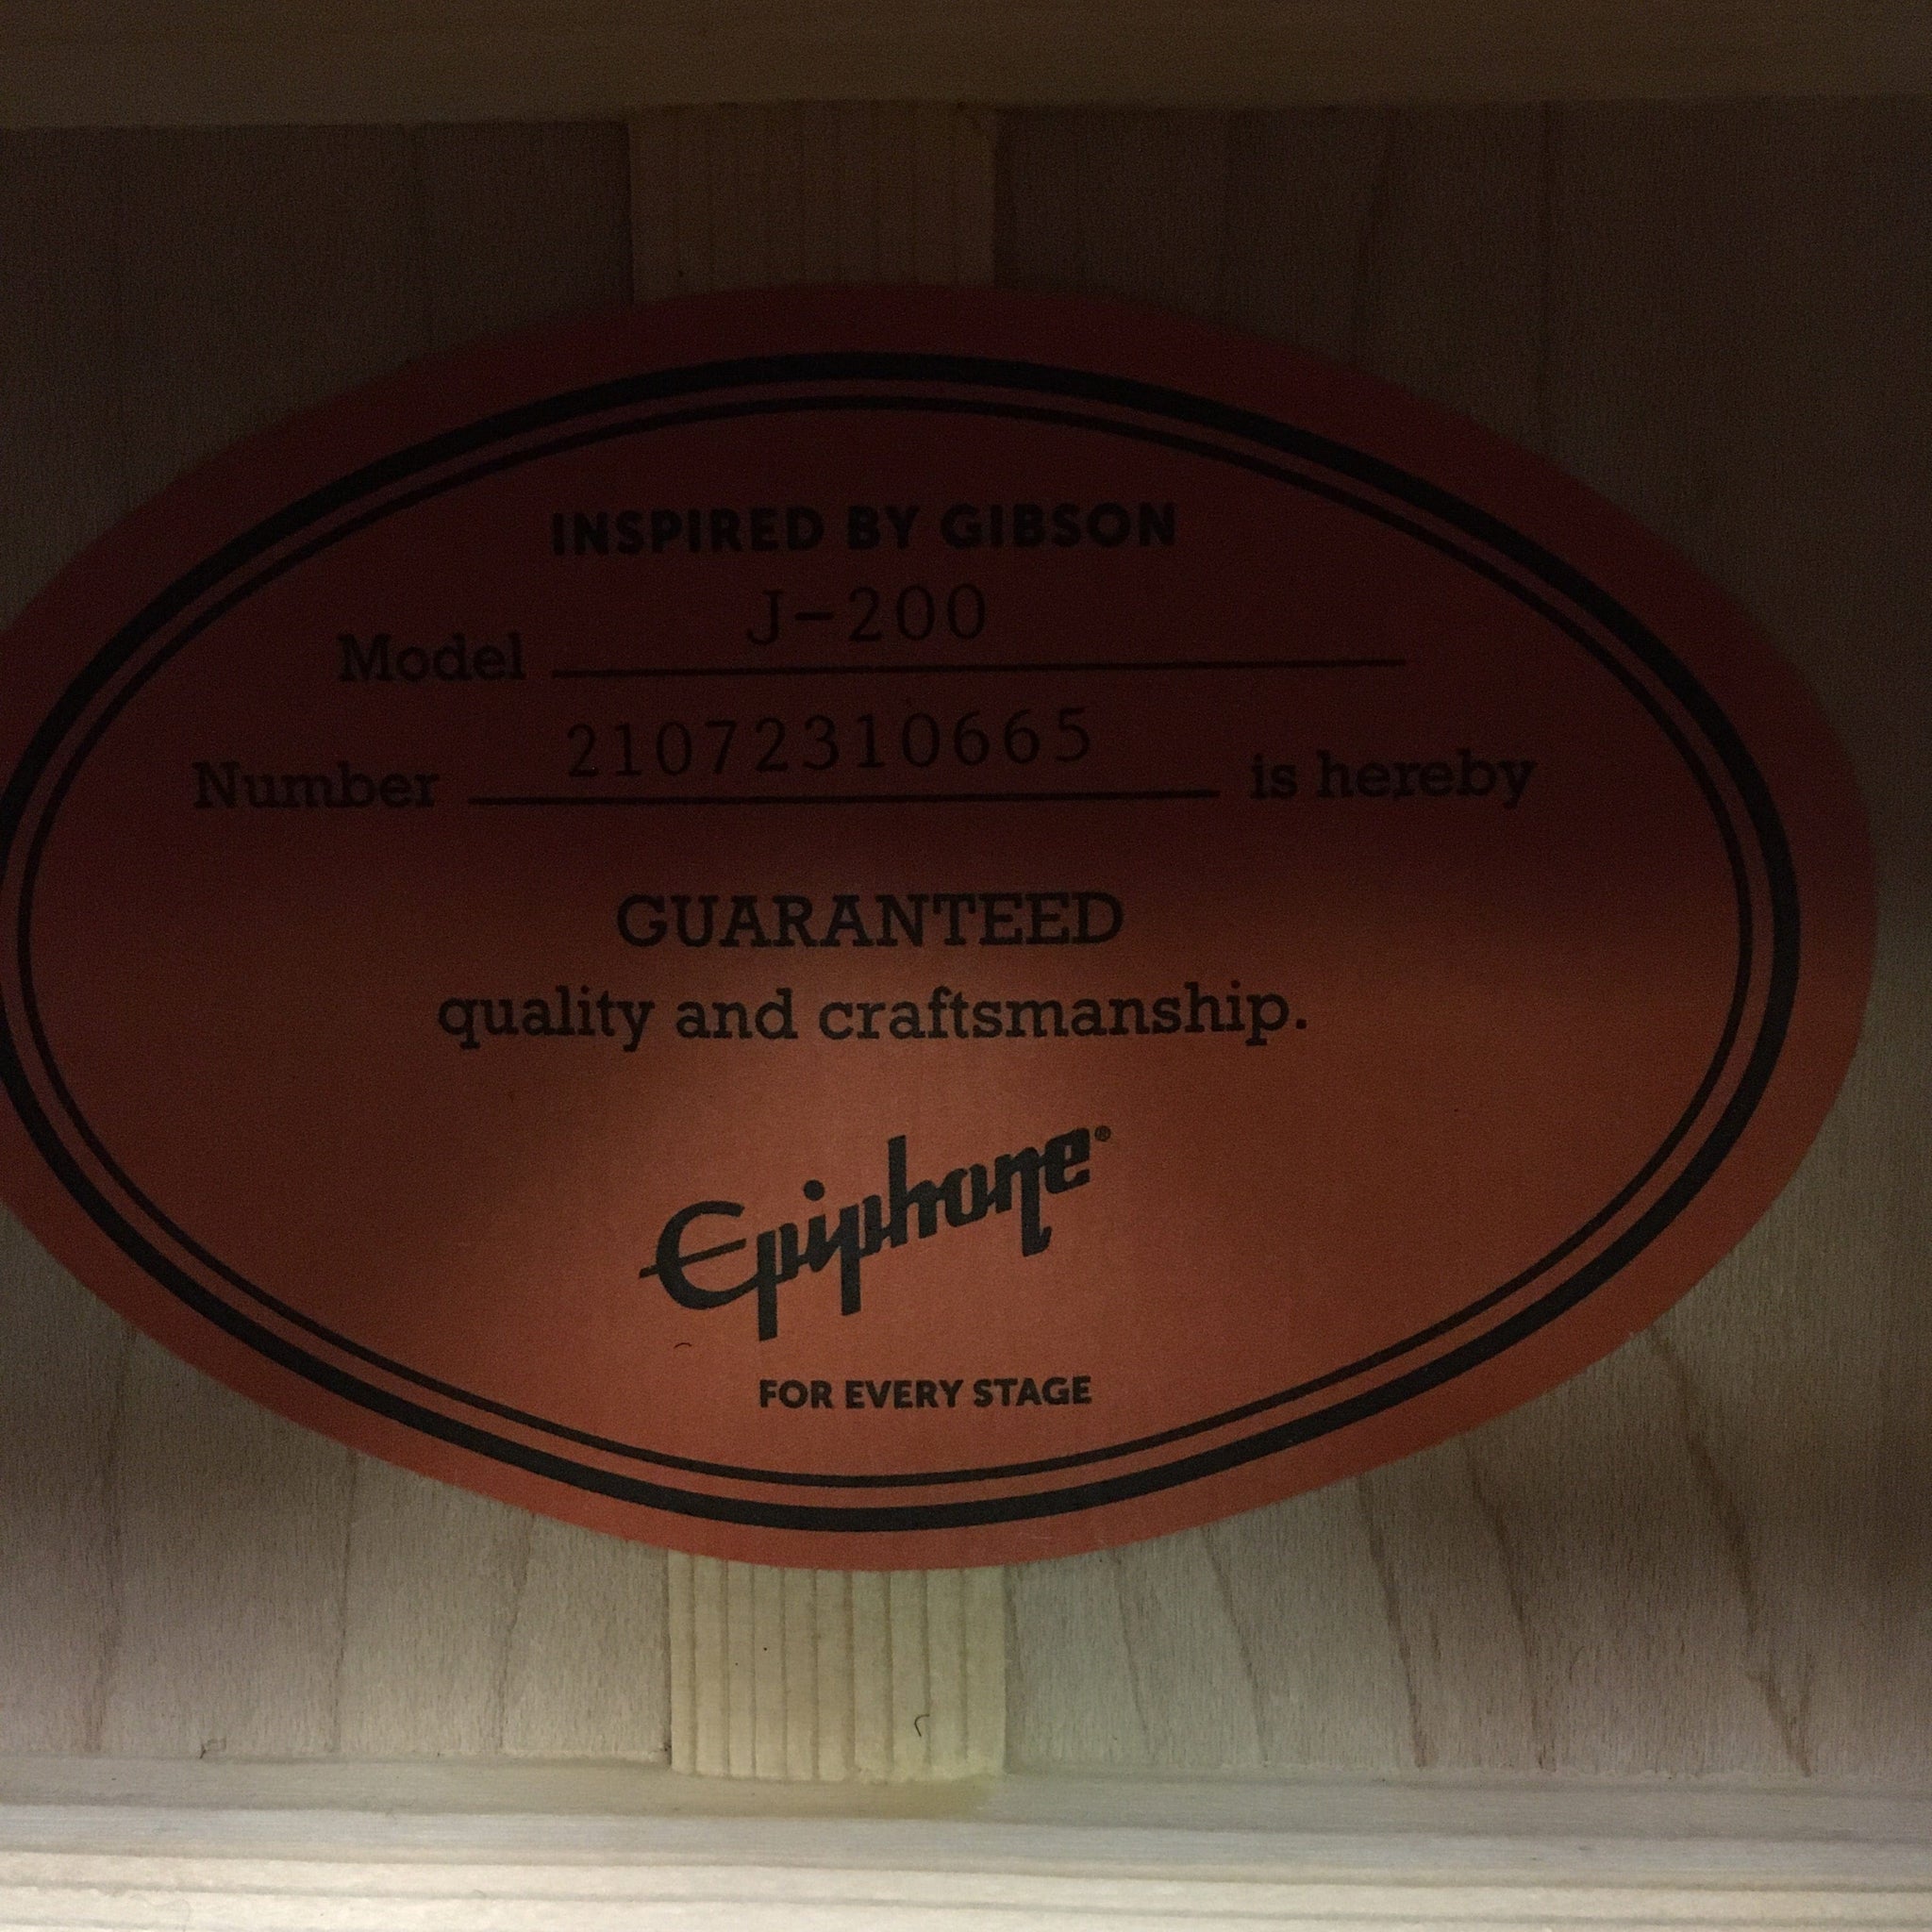 INSPIRED BY GIBSON
Model J-200
Number 21072310665 is hereby
GUARANTEED
quality and craftsmanship.
Epiphone®
FOR EVERY STAGE